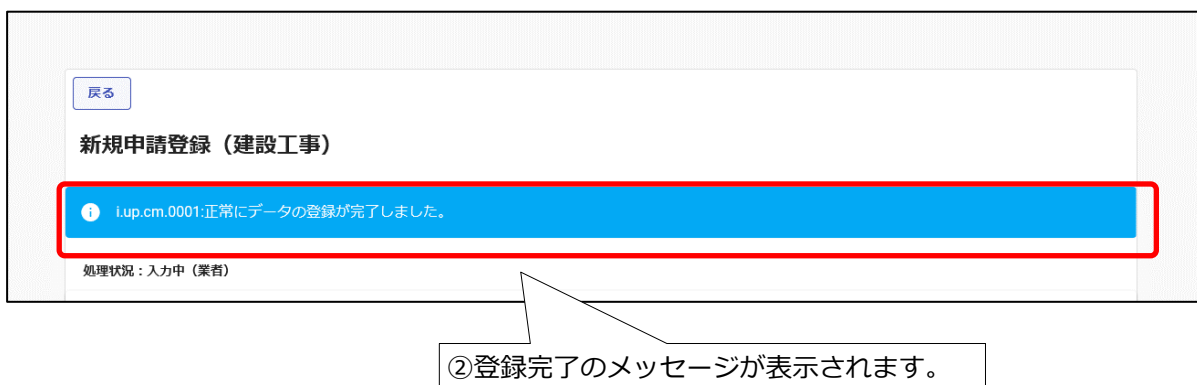 戻る
新規申請登録（建設工事）
i.up.cm.0001:正常にデータの登録が完了しました。
処理状況：入力中（業者）
②登録完了のメッセージが表示されます。